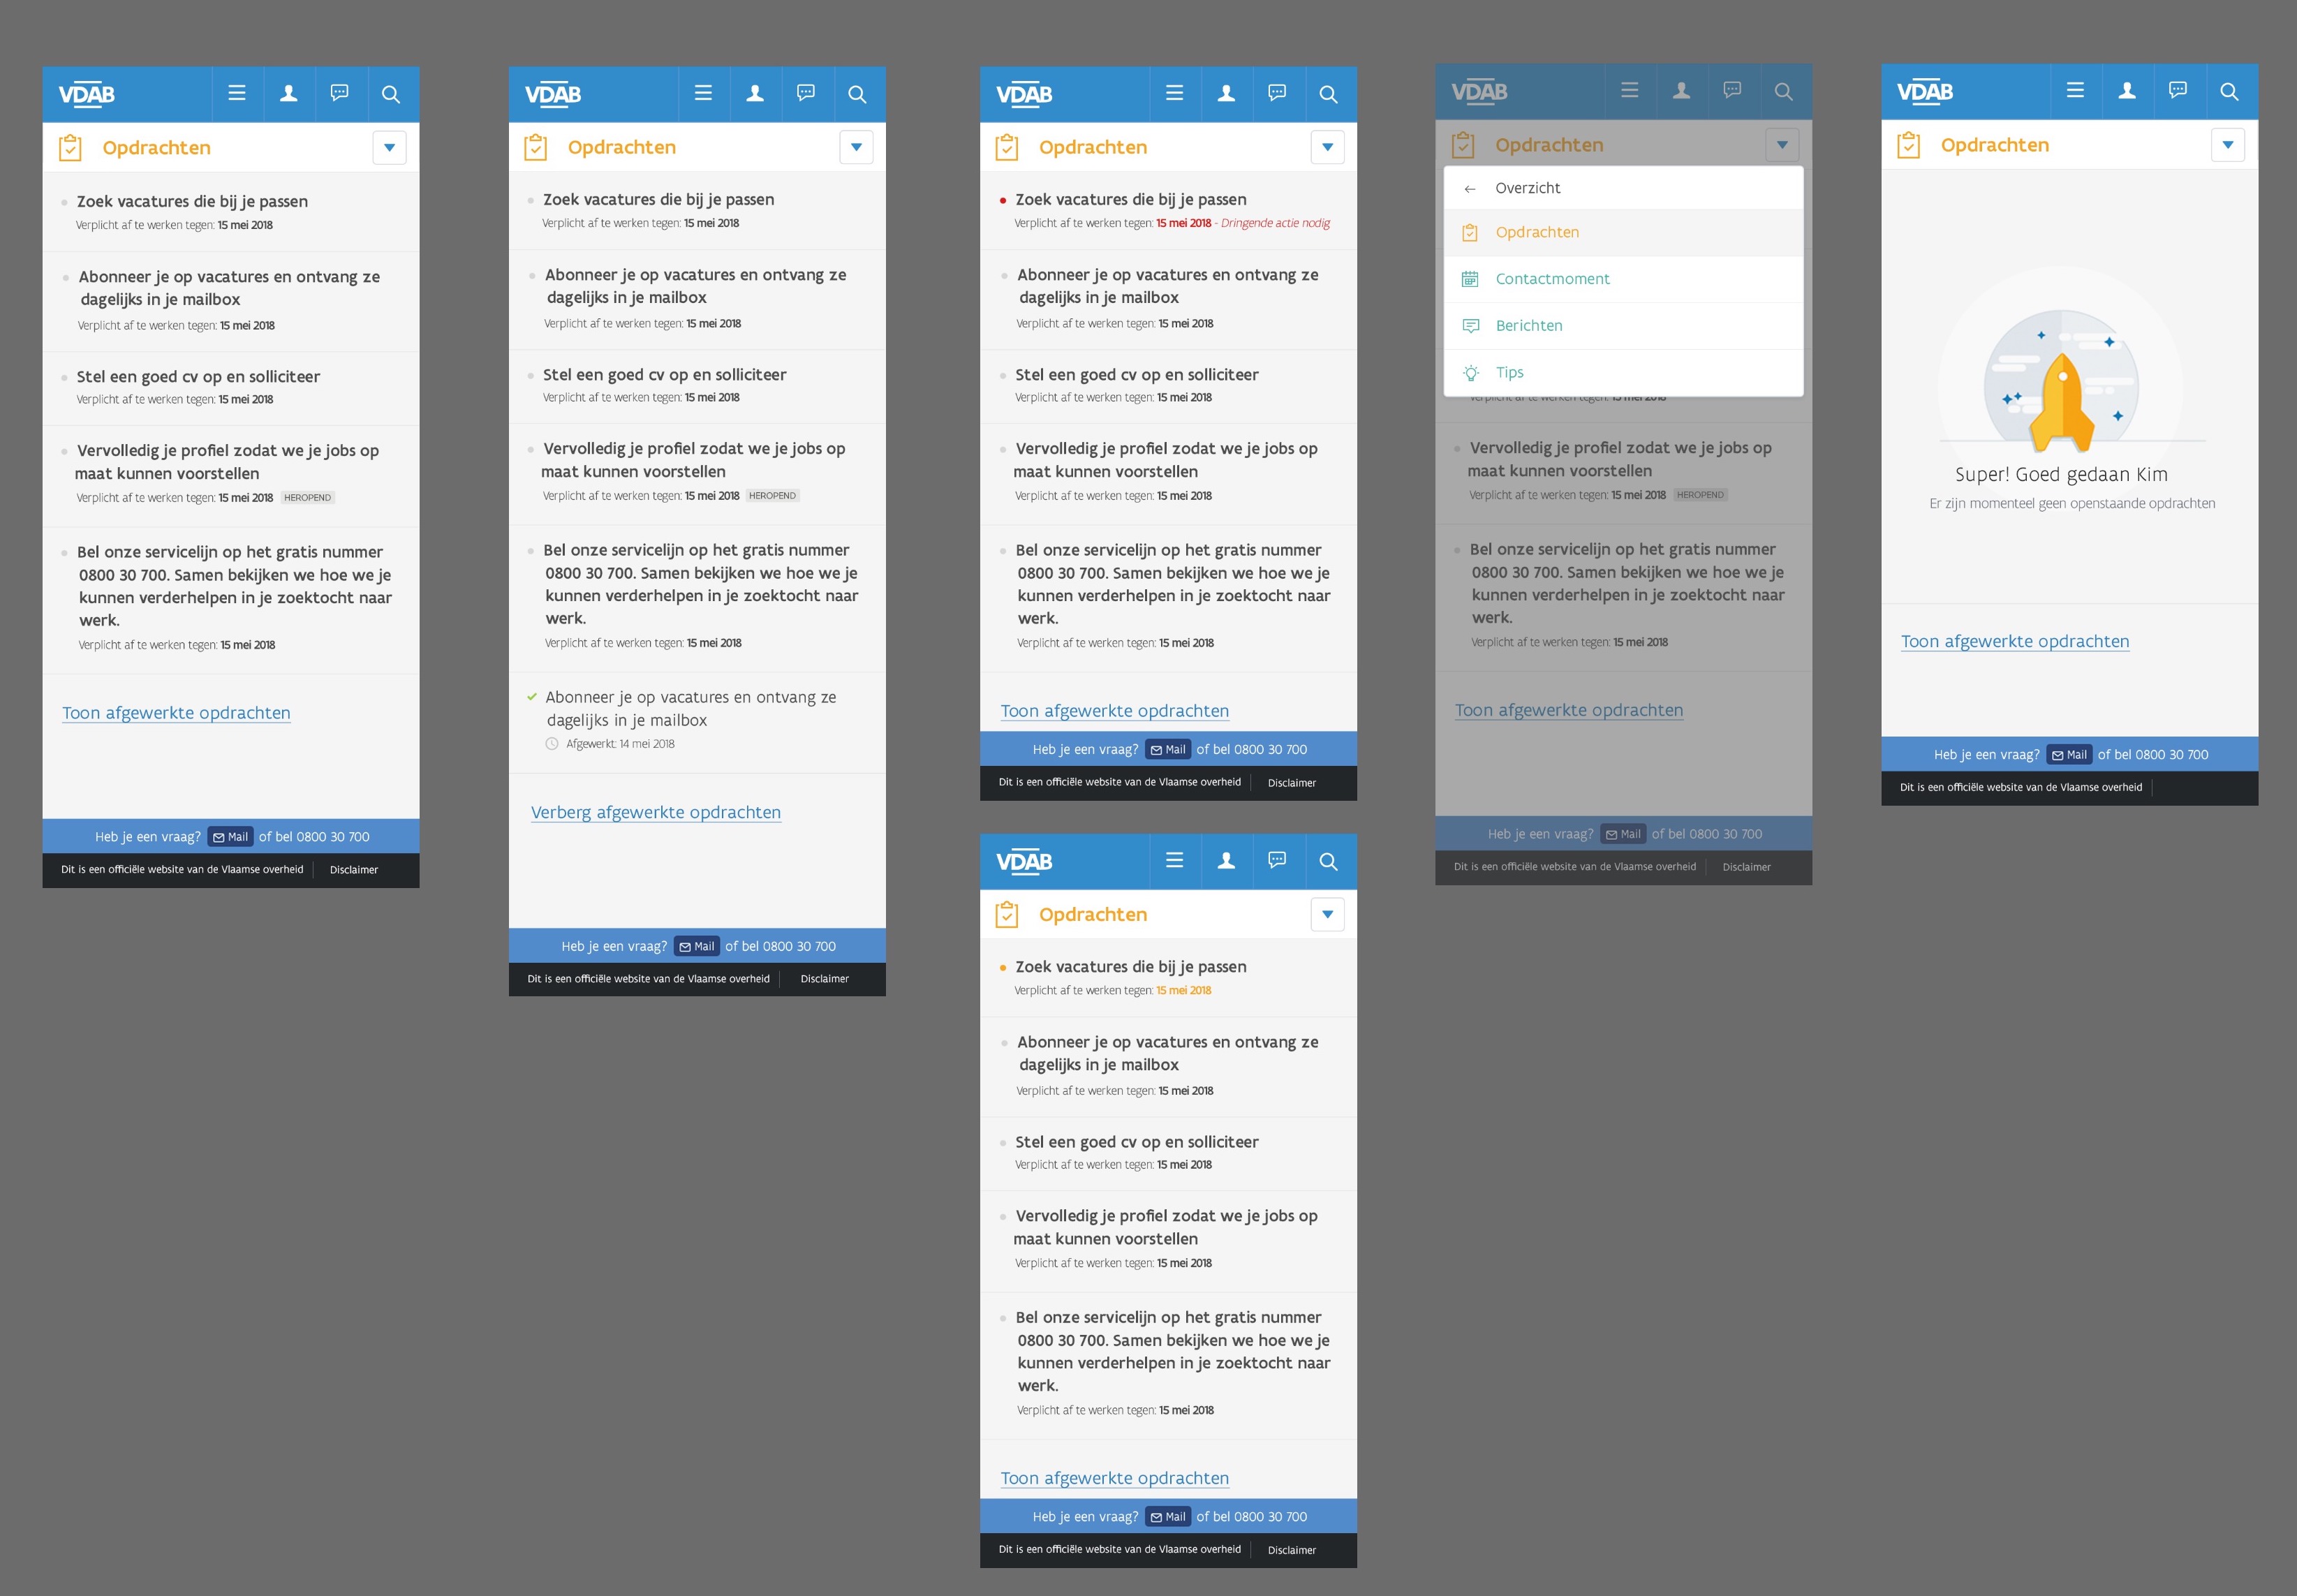 VDAB
Opdrachten
Zoek vacatures die bij je passen
Verplicht af te werken tegen: 15 mei 2018
Abonneer je op vacatures en ontvang ze
dagelijks in je mailbox
Verplicht af te werken tegen: 15 mei 2018
Stel een goed cv op en solliciteer
Verplicht af te werken tegen: 15 mei 2018
Vervolledig je profiel zodat we je jobs op
maat kunnen voorstellen
Verplicht af te werken tegen: 15 mei 2018 HEROPEND
Bel onze servicelijn op het gratis nummer
0800 30 700. Samen bekijken we hoe we je
kunnen verderhelpen in je zoektocht naar
werk.
Verplicht af te werken tegen: 15 mei 2018
Toon afgewerkte opdrachten
Heb je een vraag? Mail of bel 0800 30 700
Dit is een officiële website van de Vlaamse overheid Disclaimer
VDAB
Opdrachten
Zoek vacatures die bij je passen
Verplicht af te werken tegen: 15 mei 2018
Abonneer je op vacatures en ontvang ze
dagelijks in je mailbox
Verplicht af te werken tegen: 15 mei 2018
Stel een goed cv op en solliciteer
Verplicht af te werken tegen: 15 mei 2018
Vervolledig je profiel zodat we je jobs op
maat kunnen voorstellen
Verplicht af te werken tegen: 15 mei 2018 HEROPEND
Bel onze servicelijn op het gratis nummer
0800 30 700. Samen bekijken we hoe we je
kunnen verderhelpen in je zoektocht naar
werk.
Verplicht af te werken tegen: 15 mei 2018
Abonneer je op vacatures en ontvang ze
dagelijks in je mailbox
Afgewerkt: 14 mei 2018
Verberg afgewerkte opdrachten
Heb je een vraag? Mail of bel 0800 30 700
Dit is een officiële website van de Vlaamse overheid Disclaimer
VDAB
Opdrachten
Zoek vacatures die bij je passen
Verplicht af te werken tegen: 15 mei 2018 - Dringende actie nodig
Abonneer je op vacatures en ontvang ze
dagelijks in je mailbox
Verplicht af te werken tegen: 15 mei 2018
Stel een goed cv op en solliciteer
Verplicht af te werken tegen: 15 mei 2018
Vervolledig je profiel zodat we je jobs op
maat kunnen voorstellen
Verplicht af te werken tegen: 15 mei 2018
Bel onze servicelijn op het gratis nummer
0800 30 700. Samen bekijken we hoe we je
kunnen verderhelpen in je zoektocht naar
werk.
Verplicht af te werken tegen: 15 mei 2018
Toon afgewerkte opdrachten
Heb je een vraag? Mail of bel 0800 30 700
Dit is een officiële website van de Vlaamse overheid Disclaimer
VDAB
Opdrachten
Zoek vacatures die bij je passen
Verplicht af te werken tegen: 15 mei 2018
Abonneer je op vacatures en ontvang ze
dagelijks in je mailbox
Verplicht af te werken tegen: 15 mei 2018
Stel een goed cv op en solliciteer
Verplicht af te werken tegen: 15 mei 2018
Vervolledig je profiel zodat we je jobs op
maat kunnen voorstellen
Verplicht af te werken tegen: 15 mei 2018
Bel onze servicelijn op het gratis nummer
0800 30 700. Samen bekijken we hoe we je
kunnen verderhelpen in je zoektocht naar
werk.
Verplicht af te werken tegen: 15 mei 2018
Toon afgewerkte opdrachten
Heb je een vraag? Mail of bel 0800 30 700
Dit is een officiële website van de Vlaamse overheid Disclaimer
VDAB
Opdrachten
Overzicht
Opdrachten
Contactmoment
Berichten
Tips
Verplicht af te werken tegen: 15 mei 2018
Vervolledig je profiel zodat we je jobs op
maat kunnen voorstellen
Verplicht af te werken tegen: 15 mei 2018 HEROPEND
Bel onze servicelijn op het gratis nummer
0800 30 700. Samen bekijken we hoe we je
kunnen verderhelpen in je zoektocht naar
werk.
Verplicht af te werken tegen: 15 mei 2018
Toon afgewerkte opdrachten
Heb je een vraag? Mail of bel 0800 30 700
Dit is een officiële website van de Vlaamse overheid Disclaimer
VDAB
Opdrachten
Super! Goed gedaan Kim
Er zijn momenteel geen openstaande opdrachten
Toon afgewerkte opdrachten
Heb je een vraag? Mail of bel 0800 30 700
Dit is een officiële website van de Vlaamse overheid